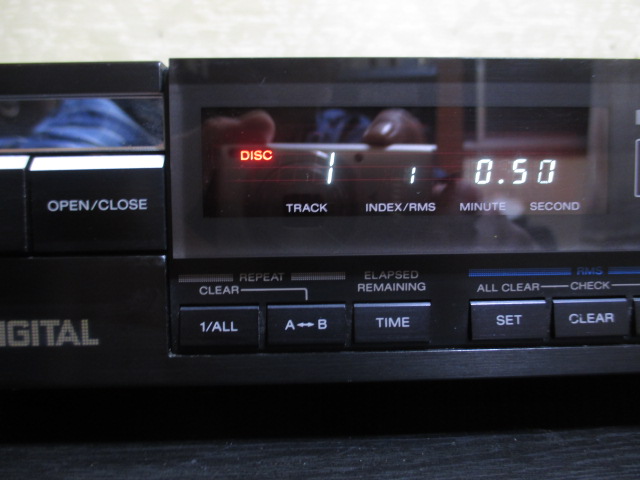 DISC 1 1 0.50
TRACK INDEX/RMS MINUTE SECOND
OPEN/CLOSE
REPEAT
CLEAR
ELAPSED
REMAINING
RMS
ALL CLEAR CHECK
1/ALL A↔B TIME SET CLEAR
IGITAL